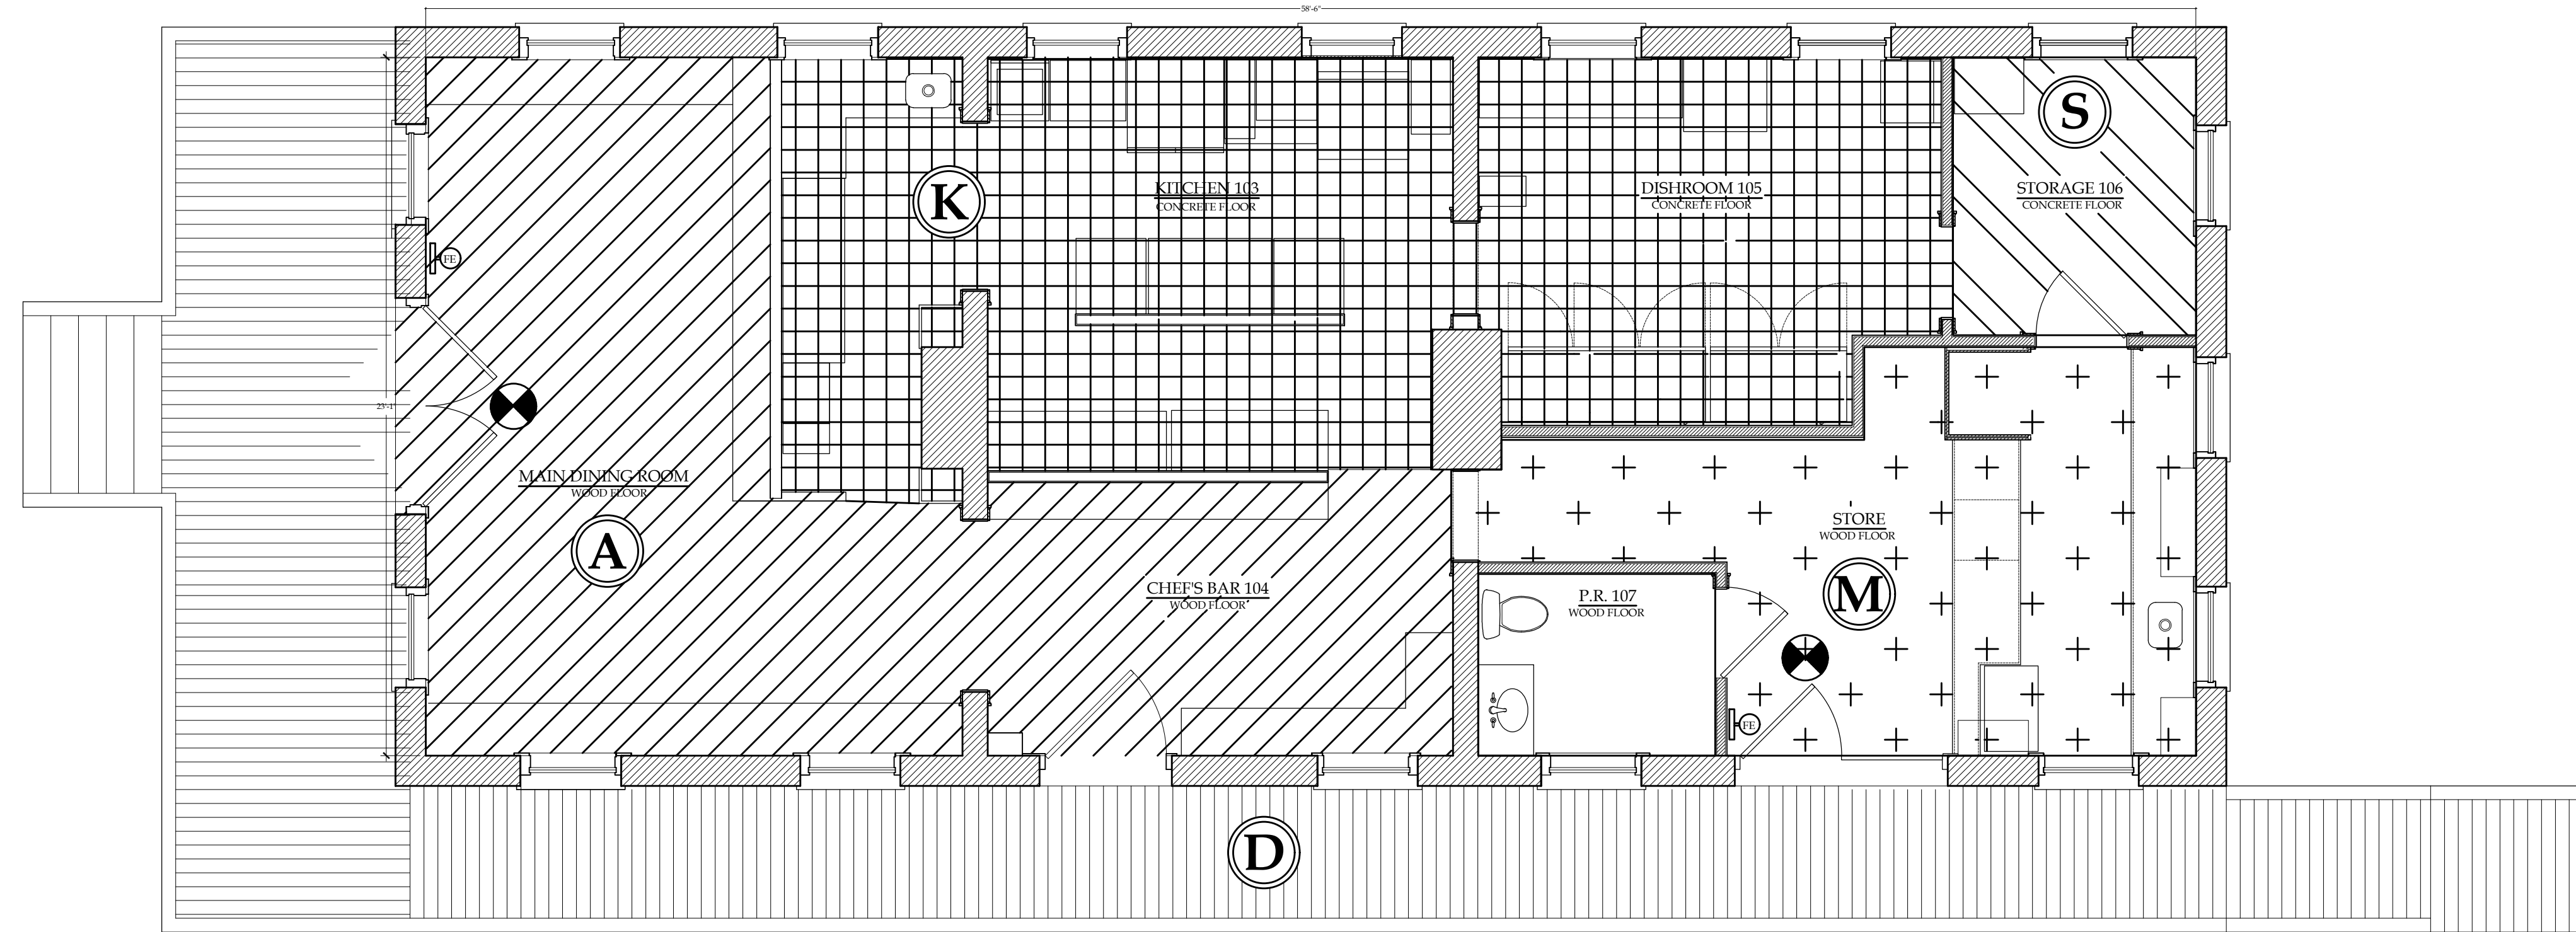 58'-6"
S
K
KITCHEN 103
CONCRETE FLOOR
DISHROOM 105
CONCRETE FLOOR
STORAGE 106
CONCRETE FLOOR
FE
23'-1"
MAIN DINING ROOM
WOOD FLOOR
A
STORE
WOOD FLOOR
CHEF'S BAR 104
WOOD FLOOR
P.R. 107
WOOD FLOOR
M
FE
D